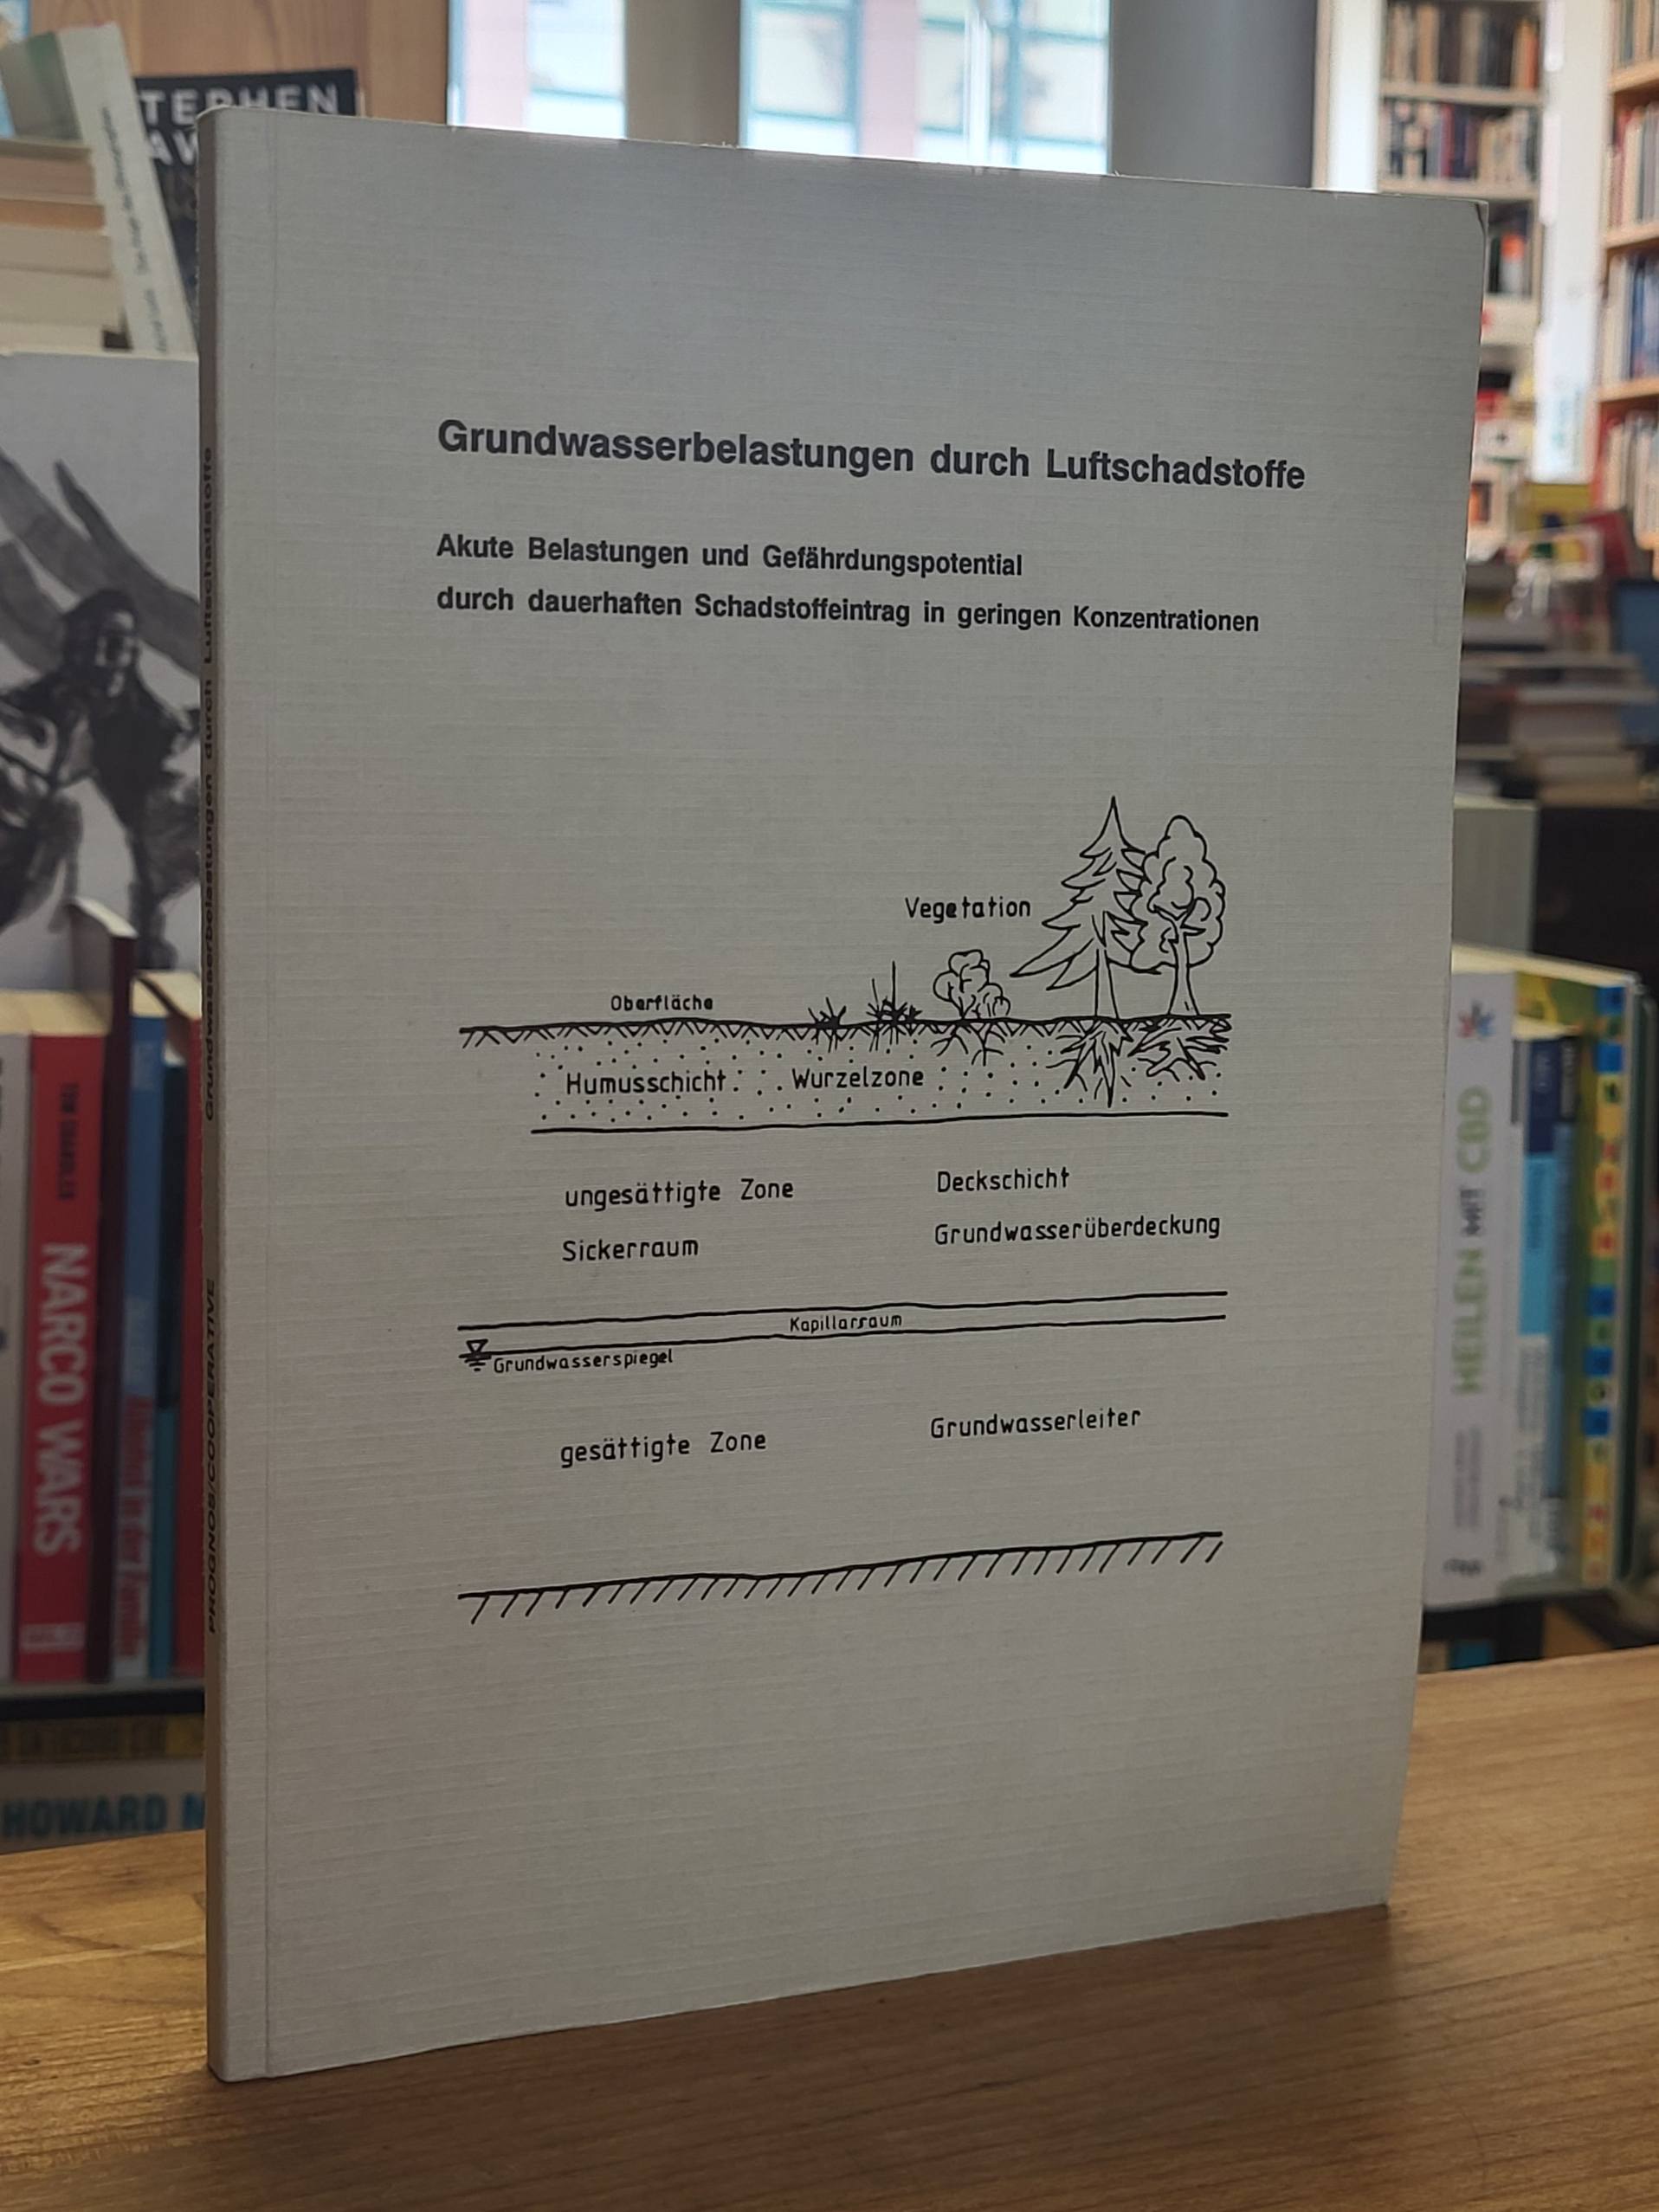 Grundwasserbelastungen durch Luftschadstoffe
Akute Belastungen und Gefährdungspotential
durch dauerhaften Schadstoffeintrag in geringen Konzentrationen
Vegetation
Oberfläche
Humusschicht Wurzelzone
ungesättigte Zone Deckschicht
Sickerraum Grundwasserüberdeckung
Kapillarraum
Grundwasserspiegel
gesättigte Zone Grundwasserleiter
PROGNOS/COOPERATIVE Grundwasserbelastungen durch Luftschadstoffe
NARCO WARS
HOWARD
HEILEN MIT CBD